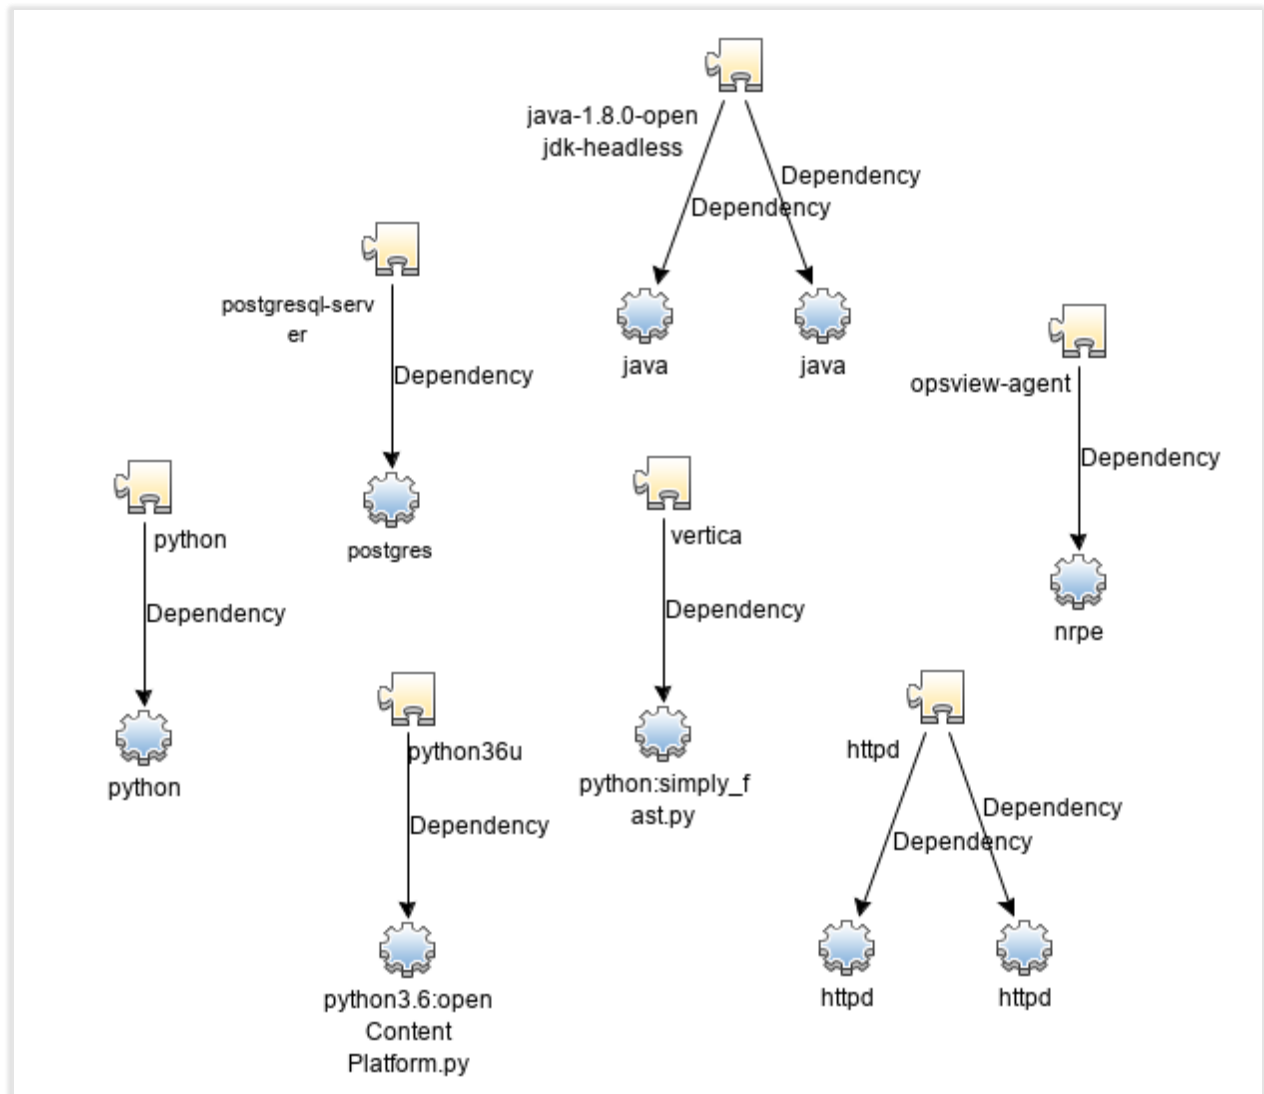 java-1.8.0-open
jdk-headless
Dependency
Dependency
java
java
postgresql-serv
er
Dependency
postgres
opsview-agent
Dependency
nrpe
python
Dependency
python
vertica
Dependency
python:simply_f
ast.py
python36u
Dependency
python3.6:open
Content
Platform.py
httpd
Dependency
Dependency
httpd
httpd